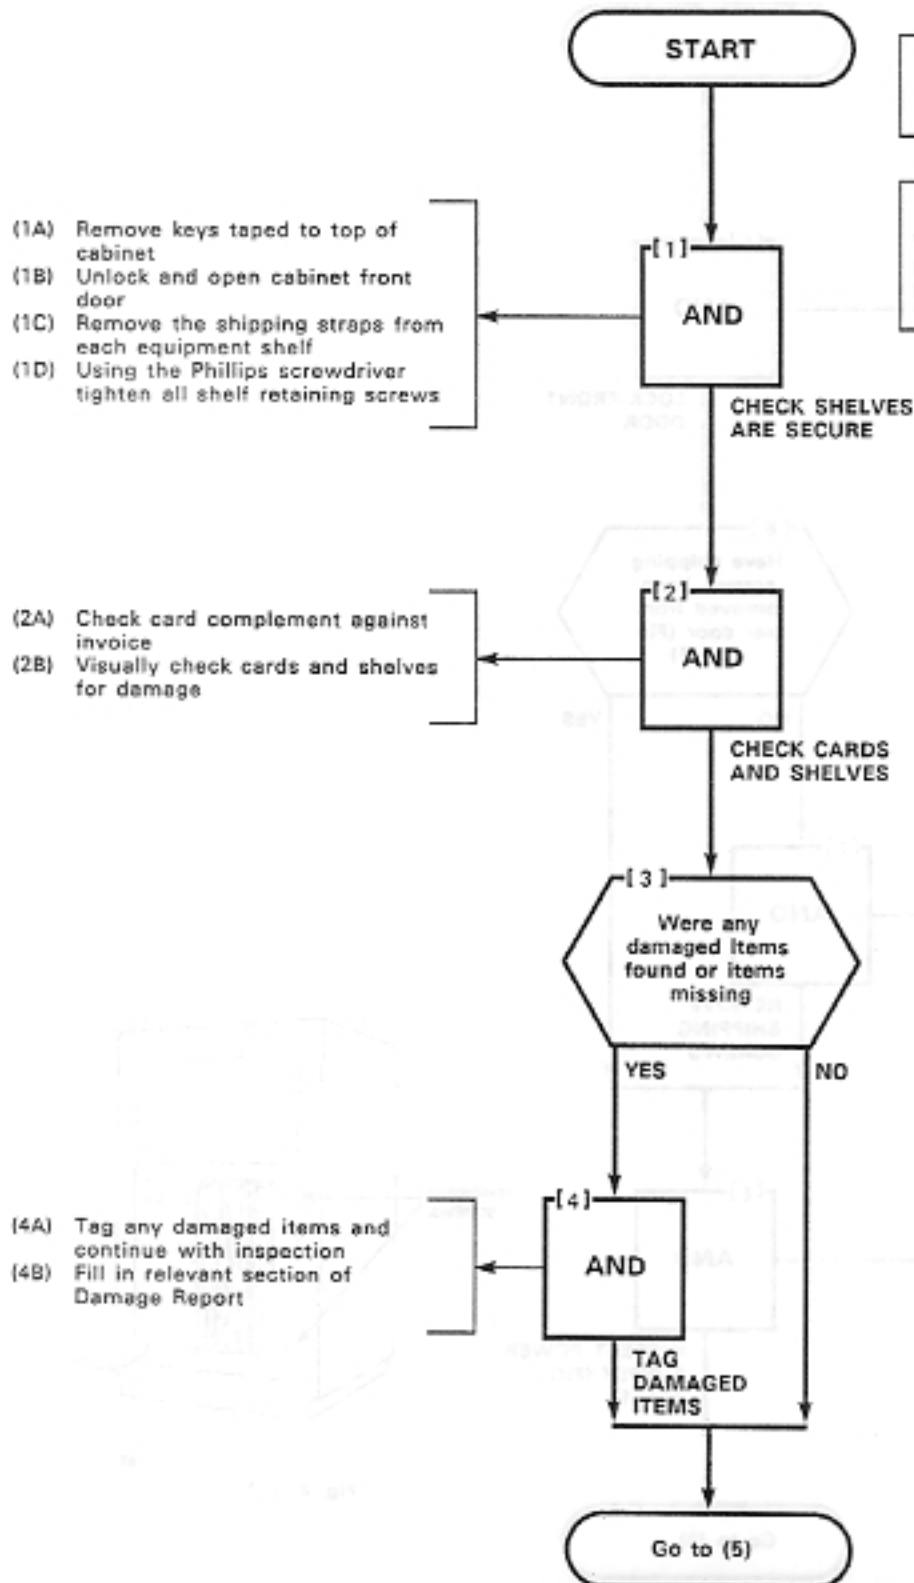 START
(1A) Remove keys taped to top of
cabinet
(1B) Unlock and open cabinet front
door
(1C) Remove the shipping straps from
each equipment shelf
(1D) Using the Phillips screwdriver
tighten all shelf retaining screws
[1]
AND
CHECK SHELVES
ARE SECURE
(2A) Check card complement against
invoice
(2B) Visually check cards and shelves
for damage
[2]
AND
CHECK CARDS
AND SHELVES
[3]
Were any
damaged Items
found or items
missing
YES
NO
(4A) Tag any damaged items and
continue with inspection
(4B) Fill in relevant section of
Damage Report
[4]
AND
TAG
DAMAGED
ITEMS
Go to (5)